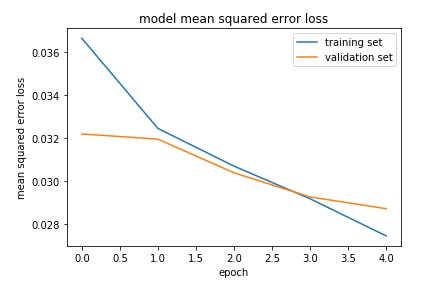 model mean squared error loss
training set
validation set
mean squared error loss
0.036
0.034
0.032
0.030
0.028
0.0 0.5 1.0 1.5 2.0 2.5 3.0 3.5 4.0
epoch